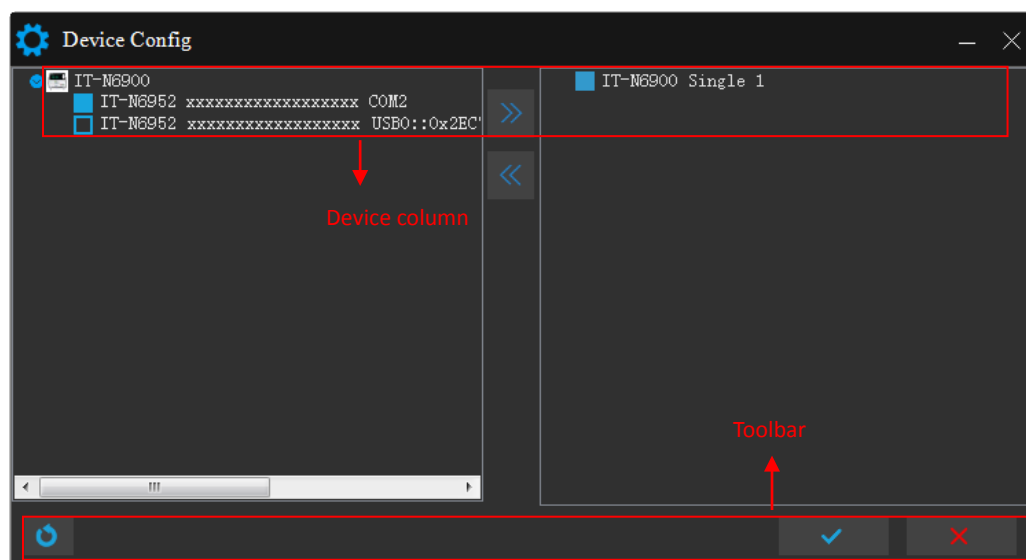 Device Config
IT-N6900
IT-N6952 xxxxxxxxxxxxxxxxxx COM2
IT-N6952 xxxxxxxxxxxxxxxxxx USB0::0x2EC
IT-N6900 Single 1
Device column
Toolbar